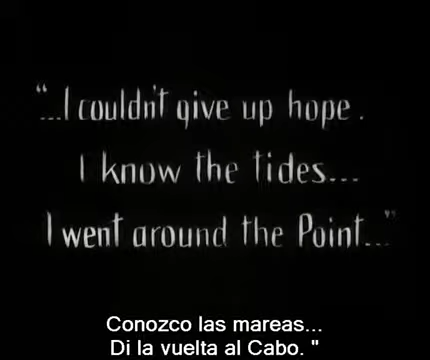 "...I couldn't give up hope.
I know the tides...
I went around the Point..."
Conozco las mareas...
Di la vuelta al Cabo. "